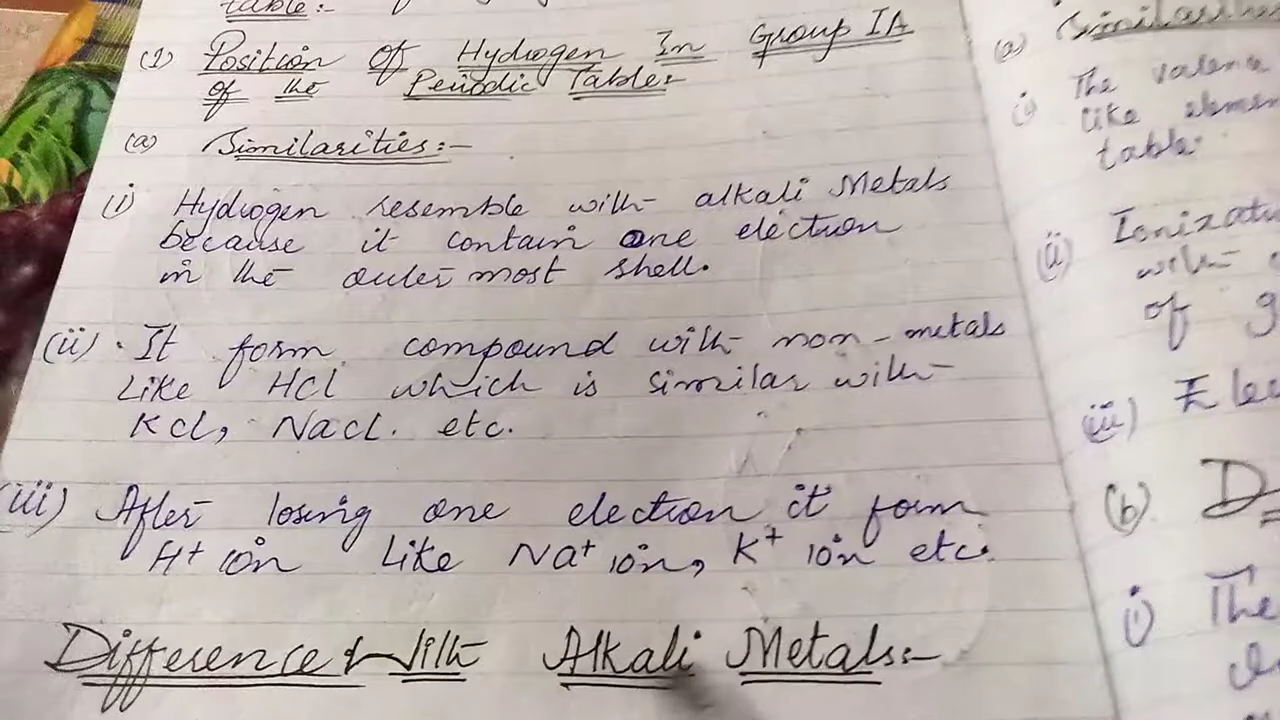 table:-
(1) Position Of Hydrogen In Group IA
of the Periodic Table:-
(a) Similarities:-
(i) Hydrogen resemble with alkali Metals
because it contain one electron
in the outer most shell.
(ii) . It form compound with non-metals
Like HCl which is similar with
KCl, NaCl. etc.
(iii) After losing one electron it form
H+ ion Like Na+ ion, K+ ion etc.
Difference With Alkali Metals:-
(a) Similarities
(i) The valence
like elemen
table.
(ii) Ionizat
with
of g
(iii) Elec
(b) D
(i) The